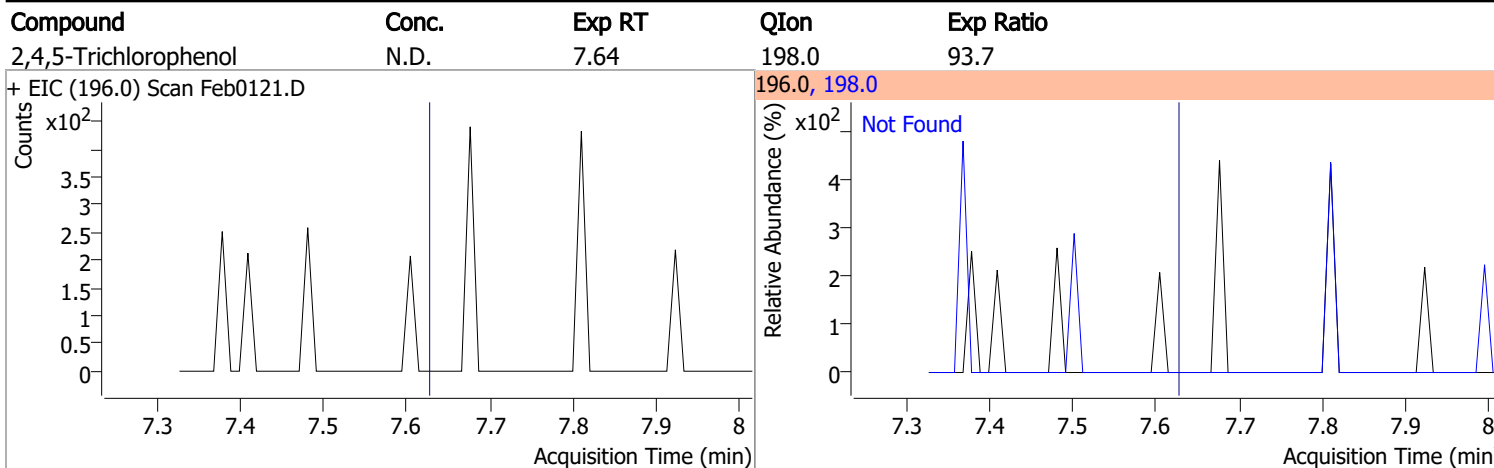 Compound Conc. Exp RT QIon Exp Ratio
2,4,5-Trichlorophenol N.D. 7.64 198.0 93.7
+ EIC (196.0) Scan Feb0121.D
Counts
x10²
3.5
3
2.5
2
1.5
1
0.5
0
7.3 7.4 7.5 7.6 7.7 7.8 7.9 8
Acquisition Time (min)
196.0, 198.0
Relative Abundance (%)
x10²
Not Found
4
3
2
1
0
7.3 7.4 7.5 7.6 7.7 7.8 7.9 8
Acquisition Time (min